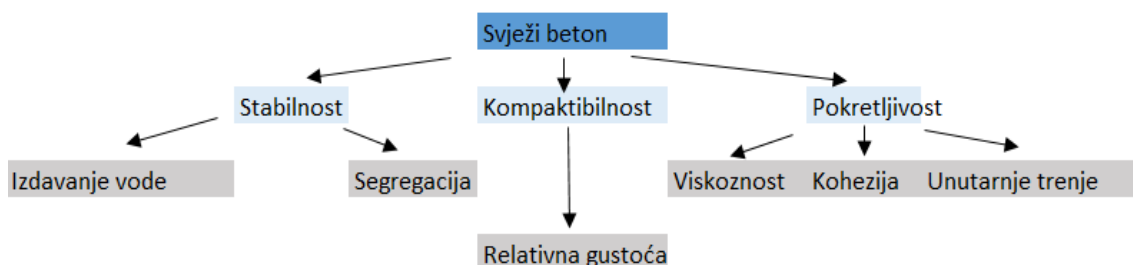 Svježi beton
Stabilnost
Kompaktibilnost
Pokretljivost
Izdavanje vode
Segregacija
Viskoznost
Kohezija
Unutarnje trenje
Relativna gustoća